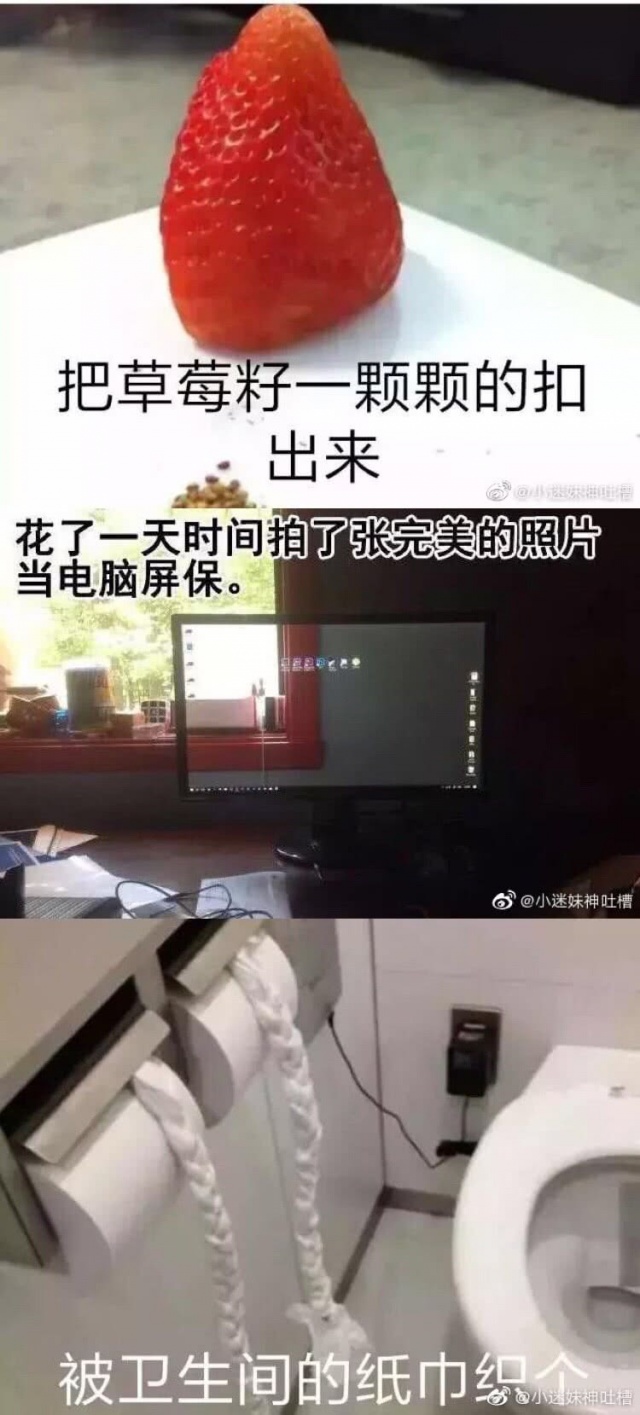 把草莓籽一颗颗的扣
出来
@小迷妹神吐槽
花了一天时间拍了张完美的照片
当电脑屏保。
@小迷妹神吐槽
被卫生间的纸巾织个
@小迷妹神吐槽